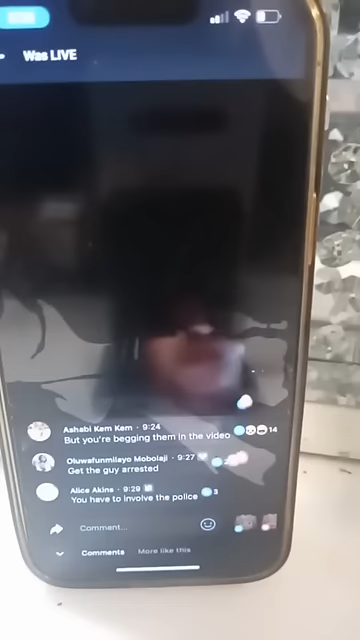 Was LIVE
Ashabi Kem Kem · 9:24
But you're begging them in the video 14
Oluwafunmilayo Mobolaji · 9:27
Get the guy arrested
Alice Akins · 9:29
You have to involve the police 3
Comment...
Comments More like this